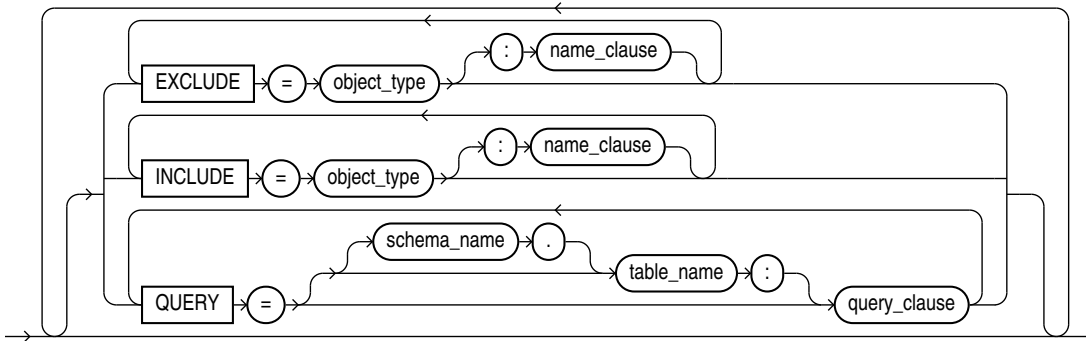 : name_clause
EXCLUDE = object_type
: name_clause
INCLUDE = object_type
schema_name .
table_name :
QUERY = query_clause